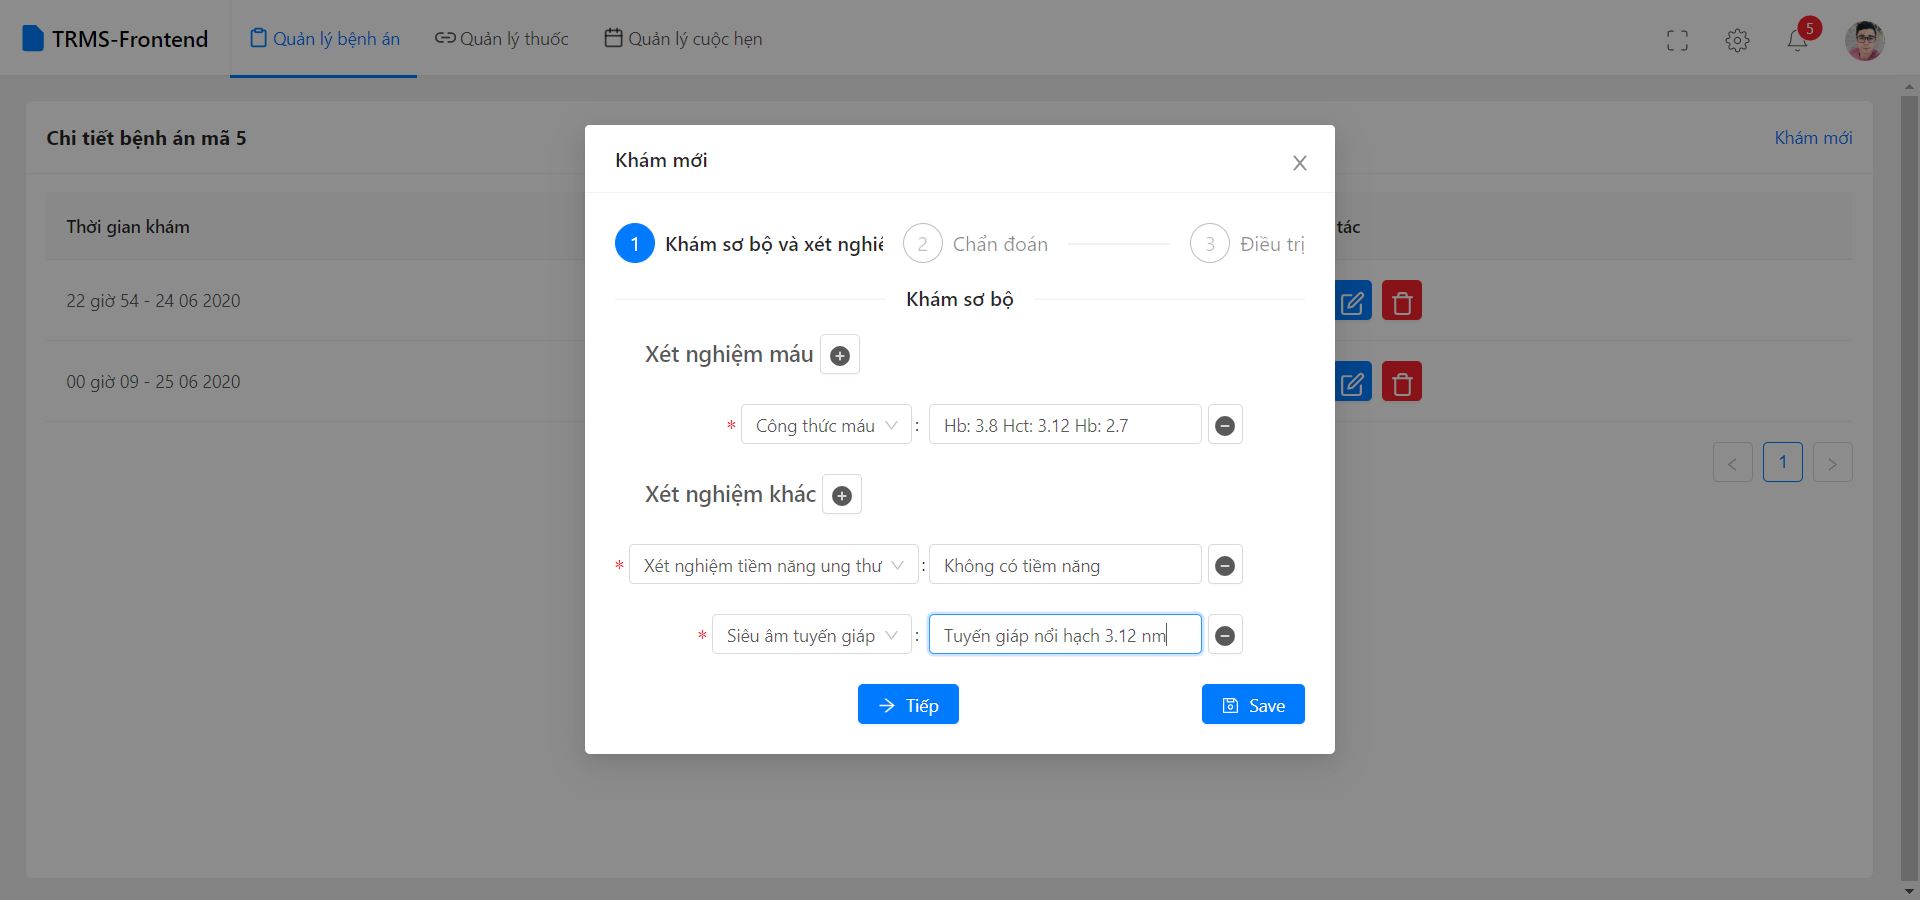 TRMS-Frontend Quản lý bệnh án Quản lý thuốc Quản lý cuộc hẹn 5
Chi tiết bệnh án mã 5 Khám mới
Thời gian khám tác
22 giờ 54 - 24 06 2020
00 giờ 09 - 25 06 2020
< 1 >
Khám mới
1 Khám sơ bộ và xét nghiê 2 Chẩn đoán 3 Điều trị
Khám sơ bộ
Xét nghiệm máu
* Công thức máu : Hb: 3.8 Hct: 3.12 Hb: 2.7
Xét nghiệm khác
* Xét nghiệm tiềm năng ung thư : Không có tiềm năng
* Siêu âm tuyến giáp : Tuyến giáp nổi hạch 3.12 nm
Tiếp Save